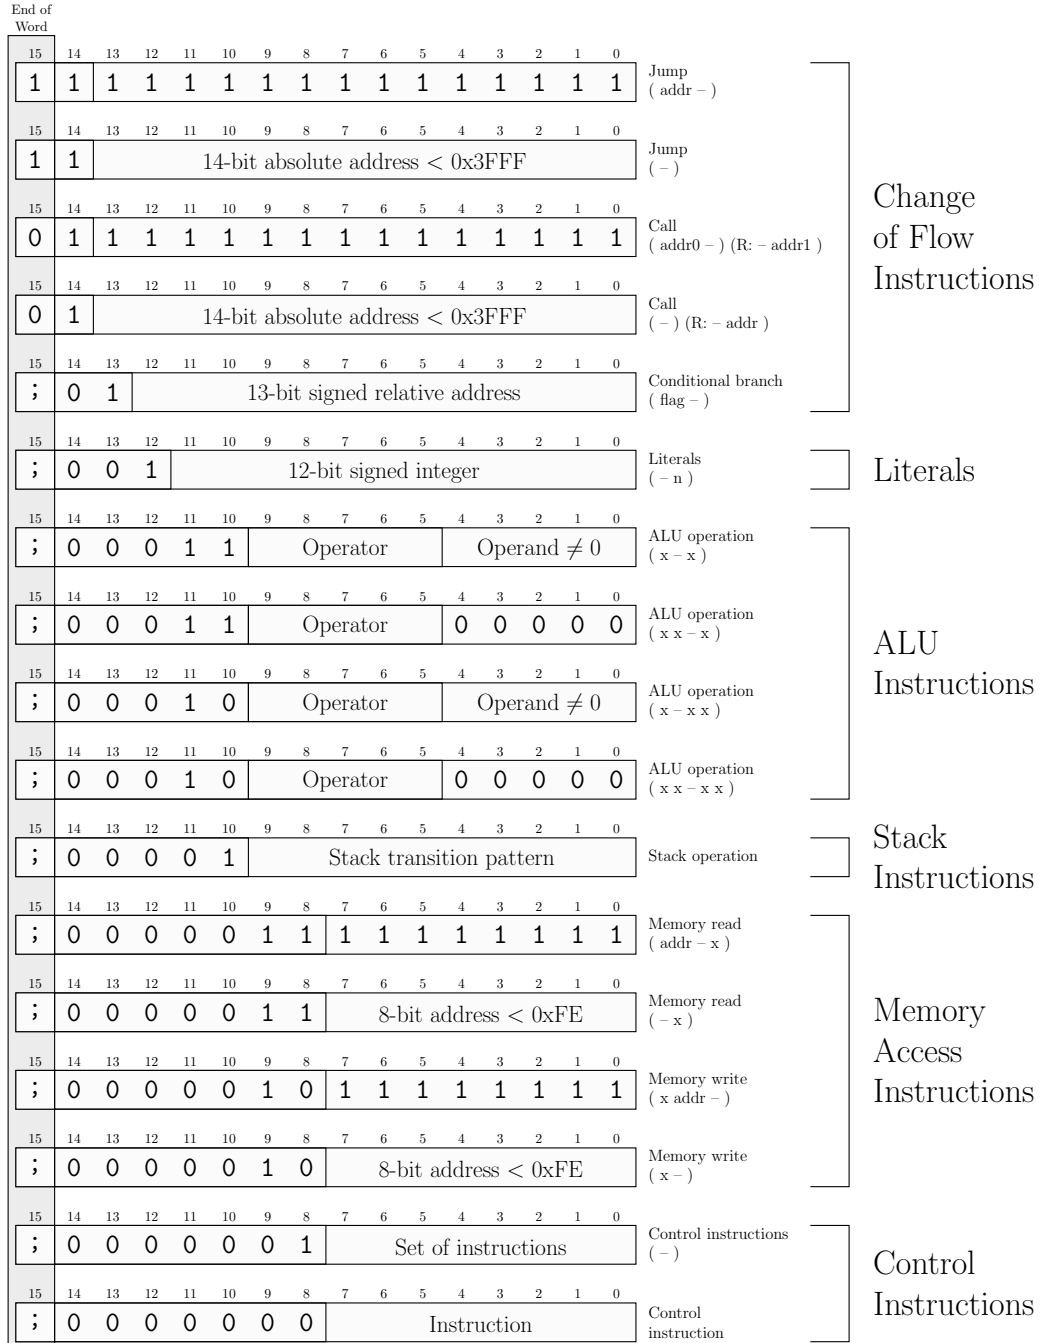 End of
Word
15 14 13 12 11 10 9 8 7 6 5 4 3 2 1 0
1 1 1 1 1 1 1 1 1 1 1 1 1 1 1 1
Jump
( addr – )
15 14 13 12 11 10 9 8 7 6 5 4 3 2 1 0
1 1 14-bit absolute address < 0x3FFF
Jump
( – )
15 14 13 12 11 10 9 8 7 6 5 4 3 2 1 0
0 1 1 1 1 1 1 1 1 1 1 1 1 1 1 1
Call
( addr0 – ) (R: – addr1 )
15 14 13 12 11 10 9 8 7 6 5 4 3 2 1 0
0 1 14-bit absolute address < 0x3FFF
Call
( – ) (R: – addr )
15 14 13 12 11 10 9 8 7 6 5 4 3 2 1 0
; 0 1 13-bit signed relative address
Conditional branch
( flag – )
Change
of Flow
Instructions
15 14 13 12 11 10 9 8 7 6 5 4 3 2 1 0
; 0 0 1 12-bit signed integer
Literals
( – n )
Literals
15 14 13 12 11 10 9 8 7 6 5 4 3 2 1 0
; 0 0 0 1 1 Operator Operand ≠ 0
ALU operation
( x – x )
15 14 13 12 11 10 9 8 7 6 5 4 3 2 1 0
; 0 0 0 1 1 Operator 0 0 0 0 0
ALU operation
( x x – x )
15 14 13 12 11 10 9 8 7 6 5 4 3 2 1 0
; 0 0 0 1 0 Operator Operand ≠ 0
ALU operation
( x – x x )
15 14 13 12 11 10 9 8 7 6 5 4 3 2 1 0
; 0 0 0 1 0 Operator 0 0 0 0 0
ALU operation
( x x – x x )
ALU
Instructions
15 14 13 12 11 10 9 8 7 6 5 4 3 2 1 0
; 0 0 0 0 1 Stack transition pattern
Stack operation
Stack
Instructions
15 14 13 12 11 10 9 8 7 6 5 4 3 2 1 0
; 0 0 0 0 0 1 1 1 1 1 1 1 1 1 1
Memory read
( addr – x )
15 14 13 12 11 10 9 8 7 6 5 4 3 2 1 0
; 0 0 0 0 0 1 1 8-bit address < 0xFE
Memory read
( – x )
15 14 13 12 11 10 9 8 7 6 5 4 3 2 1 0
; 0 0 0 0 0 1 0 1 1 1 1 1 1 1 1
Memory write
( x addr – )
15 14 13 12 11 10 9 8 7 6 5 4 3 2 1 0
; 0 0 0 0 0 1 0 8-bit address < 0xFE
Memory write
( x – )
Memory
Access
Instructions
15 14 13 12 11 10 9 8 7 6 5 4 3 2 1 0
; 0 0 0 0 0 0 1 Set of instructions
Control instructions
( – )
15 14 13 12 11 10 9 8 7 6 5 4 3 2 1 0
; 0 0 0 0 0 0 0 Instruction
Control
instruction
Control
Instructions